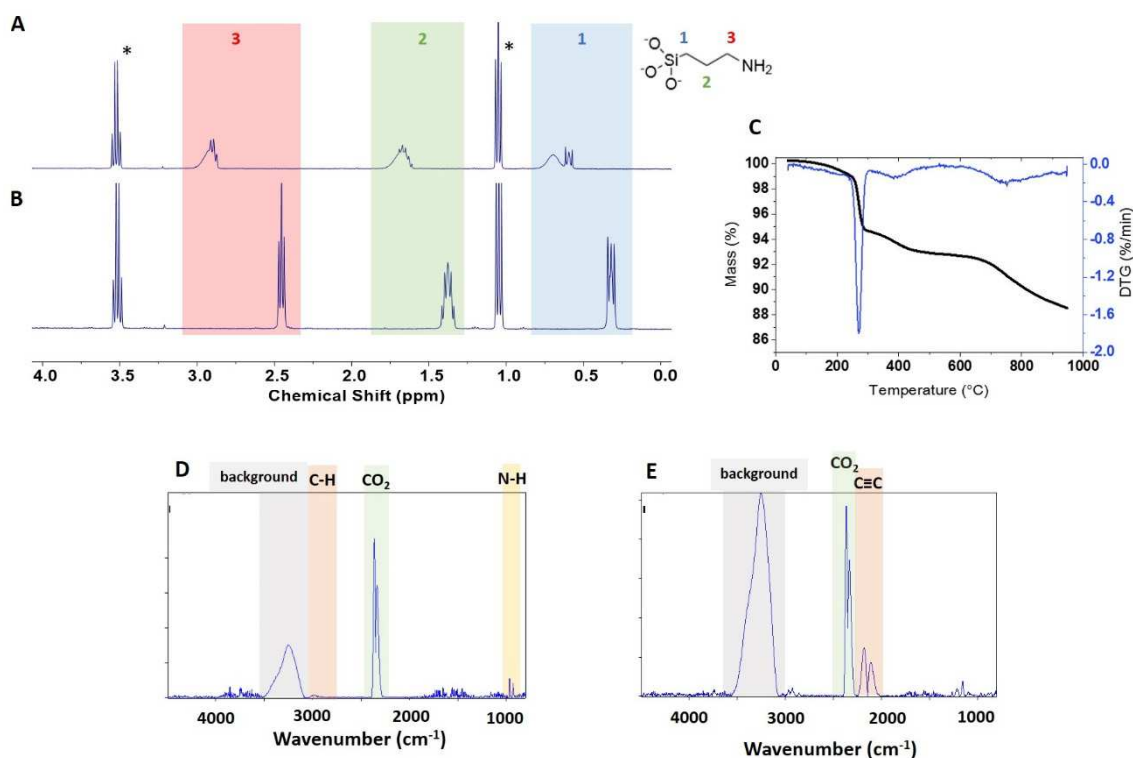 A
*
3
2
*
1
⁻O
O⁻
⁻O
Si
1
2
3
NH₂
B
4.0 3.5 3.0 2.5 2.0 1.5 1.0 0.5 0.0
Chemical Shift (ppm)
C
100
98
96
94
92
90
88
86
Mass (%)
0.0
-0.4
-0.8
-1.2
-1.6
-2.0
DTG (%/min)
0 200 400 600 800 1000
Temperature (°C)
D
background
C-H
CO₂
N-H
4000 3000 2000 1000
Wavenumber (cm⁻¹)
E
background
CO₂
C≡C
4000 3000 2000 1000
Wavenumber (cm⁻¹)